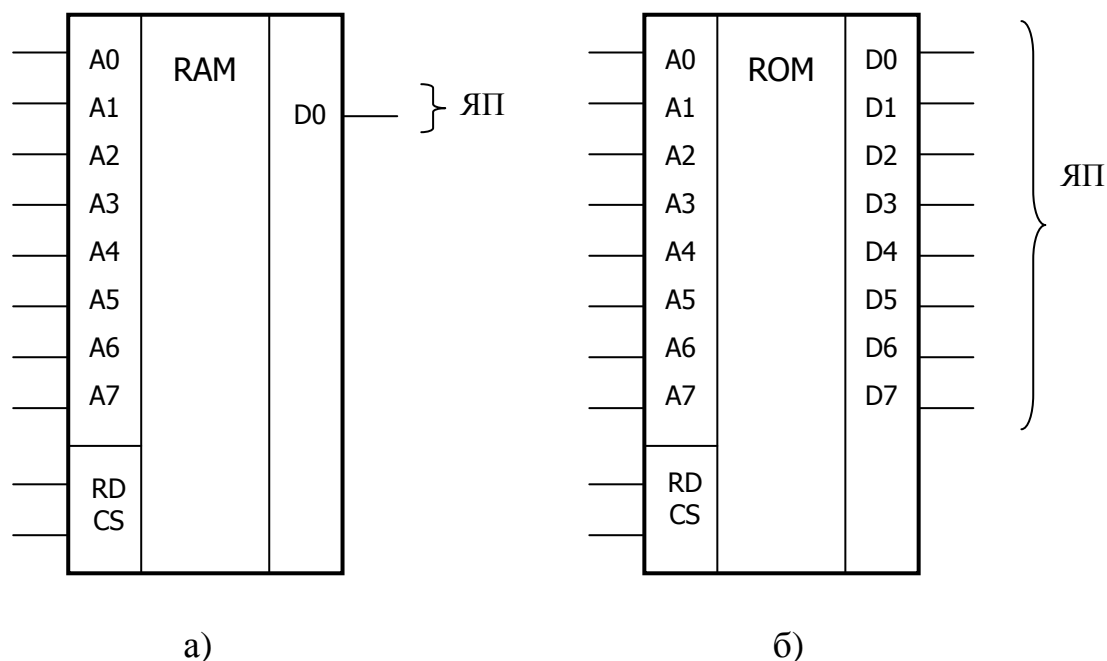 A0 RAM
A1
A2
A3
A4
A5
A6
A7
RD
CS
D0
ЯП
A0 ROM
A1
A2
A3
A4
A5
A6
A7
RD
CS
D0
D1
D2
D3
D4
D5
D6
D7
ЯП
а)
б)